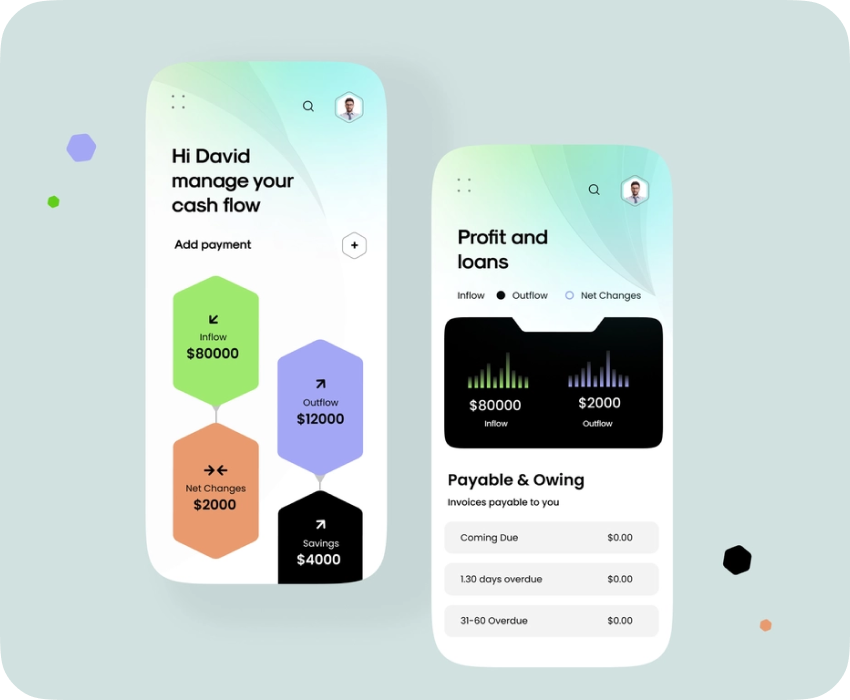 Hi David
manage your
cash flow
Add payment
+
Inflow
$80000
Outflow
$12000
Net Changes
$2000
Savings
$4000
Profit and
loans
Inflow Outflow Net Changes
$80000 $2000
Inflow Outflow
Payable & Owing
Invoices payable to you
Coming Due $0.00
1.30 days overdue $0.00
31-60 Overdue $0.00